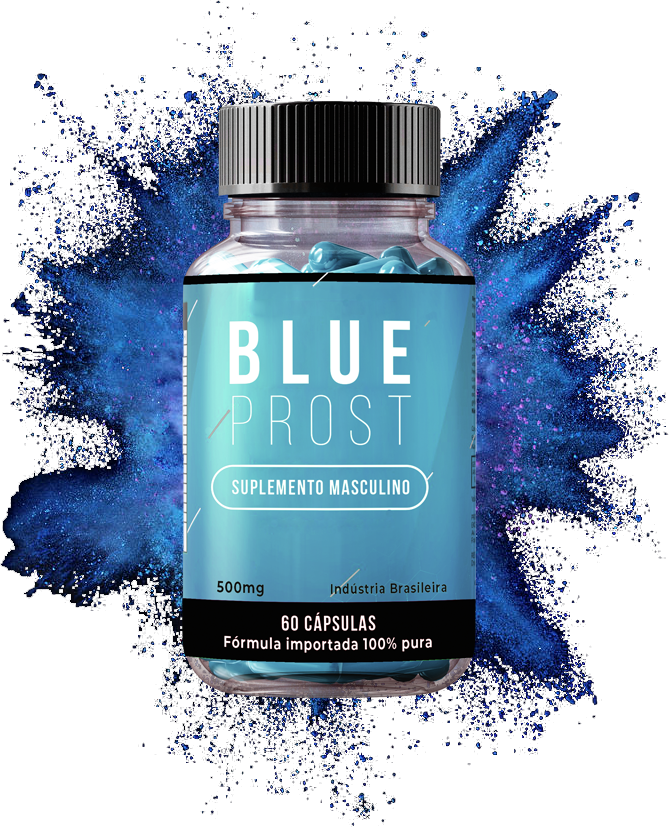 BLUE
PROST
SUPLEMENTO MASCULINO
500mg Indústria Brasileira
60 CÁPSULAS
Fórmula importada 100% pura